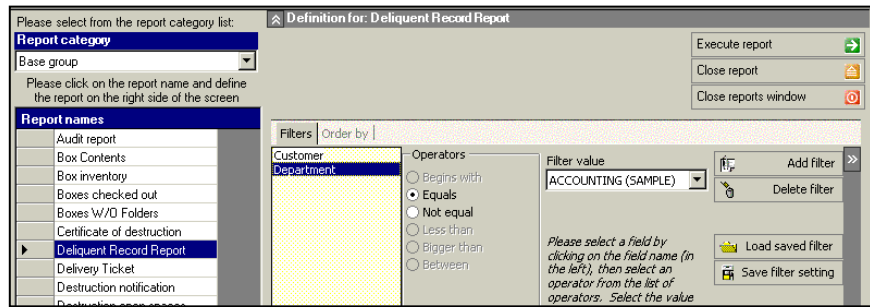 Please select from the report category list:
Report category
Base group
Please click on the report name and define
the report on the right side of the screen
Report names
Audit report
Box Contents
Box inventory
Boxes checked out
Boxes W/O Folders
Certificate of destruction
Deliquent Record Report
Delivery Ticket
Destruction notification
Destruction open spaces
Definition for: Deliquent Record Report
Execute report
Close report
Close reports window
Filters
Order by
Customer
Department
Operators
Begins with
Equals
Not equal
Less than
Bigger than
Between
Filter value
ACCOUNTING (SAMPLE)
Please select a field by
clicking on the field name (in
the left), then select an
operator from the list of
operators. Select the value
Add filter
Delete filter
Load saved filter
Save filter setting